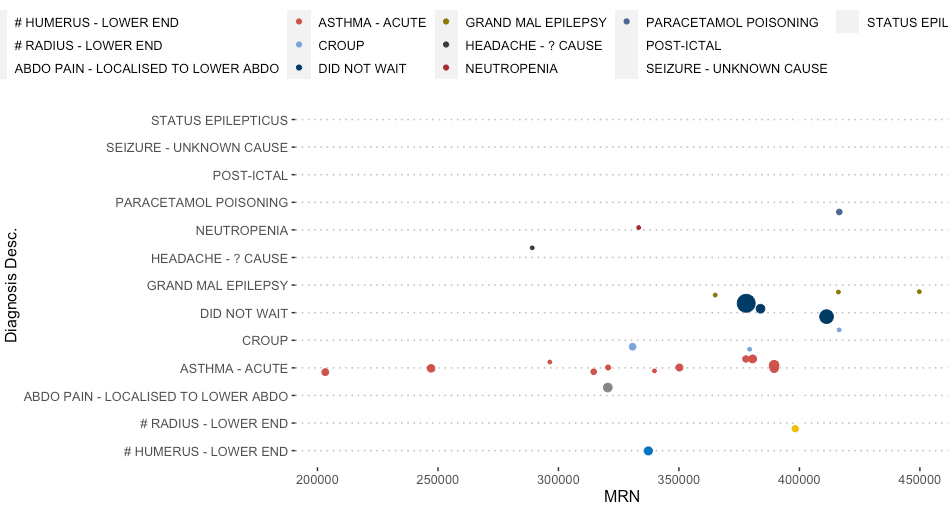 # HUMERUS - LOWER END ASTHMA - ACUTE GRAND MAL EPILEPSY PARACETAMOL POISONING STATUS EPIL
# RADIUS - LOWER END CROUP HEADACHE - ? CAUSE POST-ICTAL
ABDO PAIN - LOCALISED TO LOWER ABDO DID NOT WAIT NEUTROPENIA SEIZURE - UNKNOWN CAUSE
Diagnosis Desc.
STATUS EPILEPTICUS
SEIZURE - UNKNOWN CAUSE
POST-ICTAL
PARACETAMOL POISONING
NEUTROPENIA
HEADACHE - ? CAUSE
GRAND MAL EPILEPSY
DID NOT WAIT
CROUP
ASTHMA - ACUTE
ABDO PAIN - LOCALISED TO LOWER ABDO
# RADIUS - LOWER END
# HUMERUS - LOWER END
200000 250000 300000 350000 400000 450000
MRN